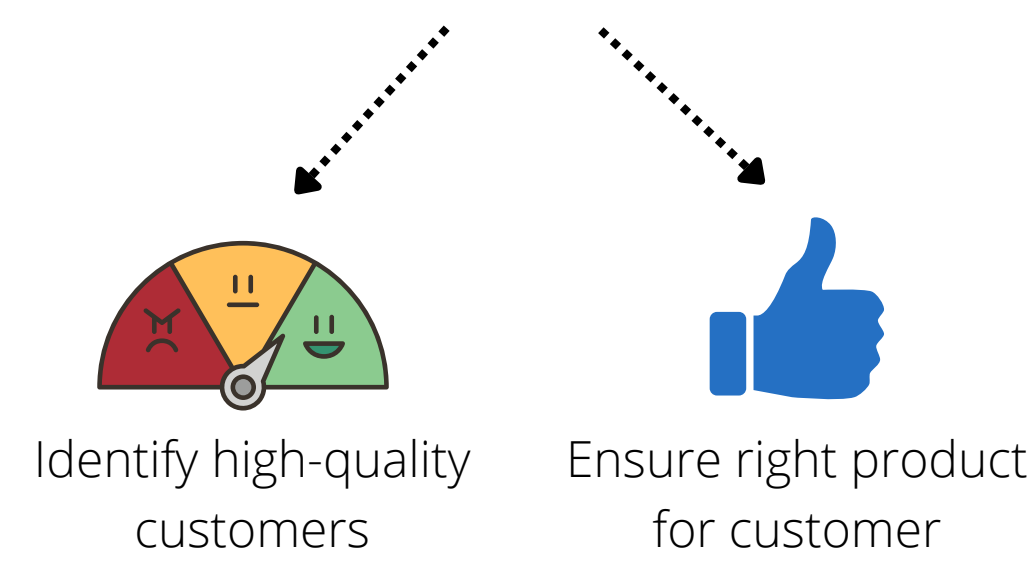 Identify high-quality
customers
Ensure right product
for customer